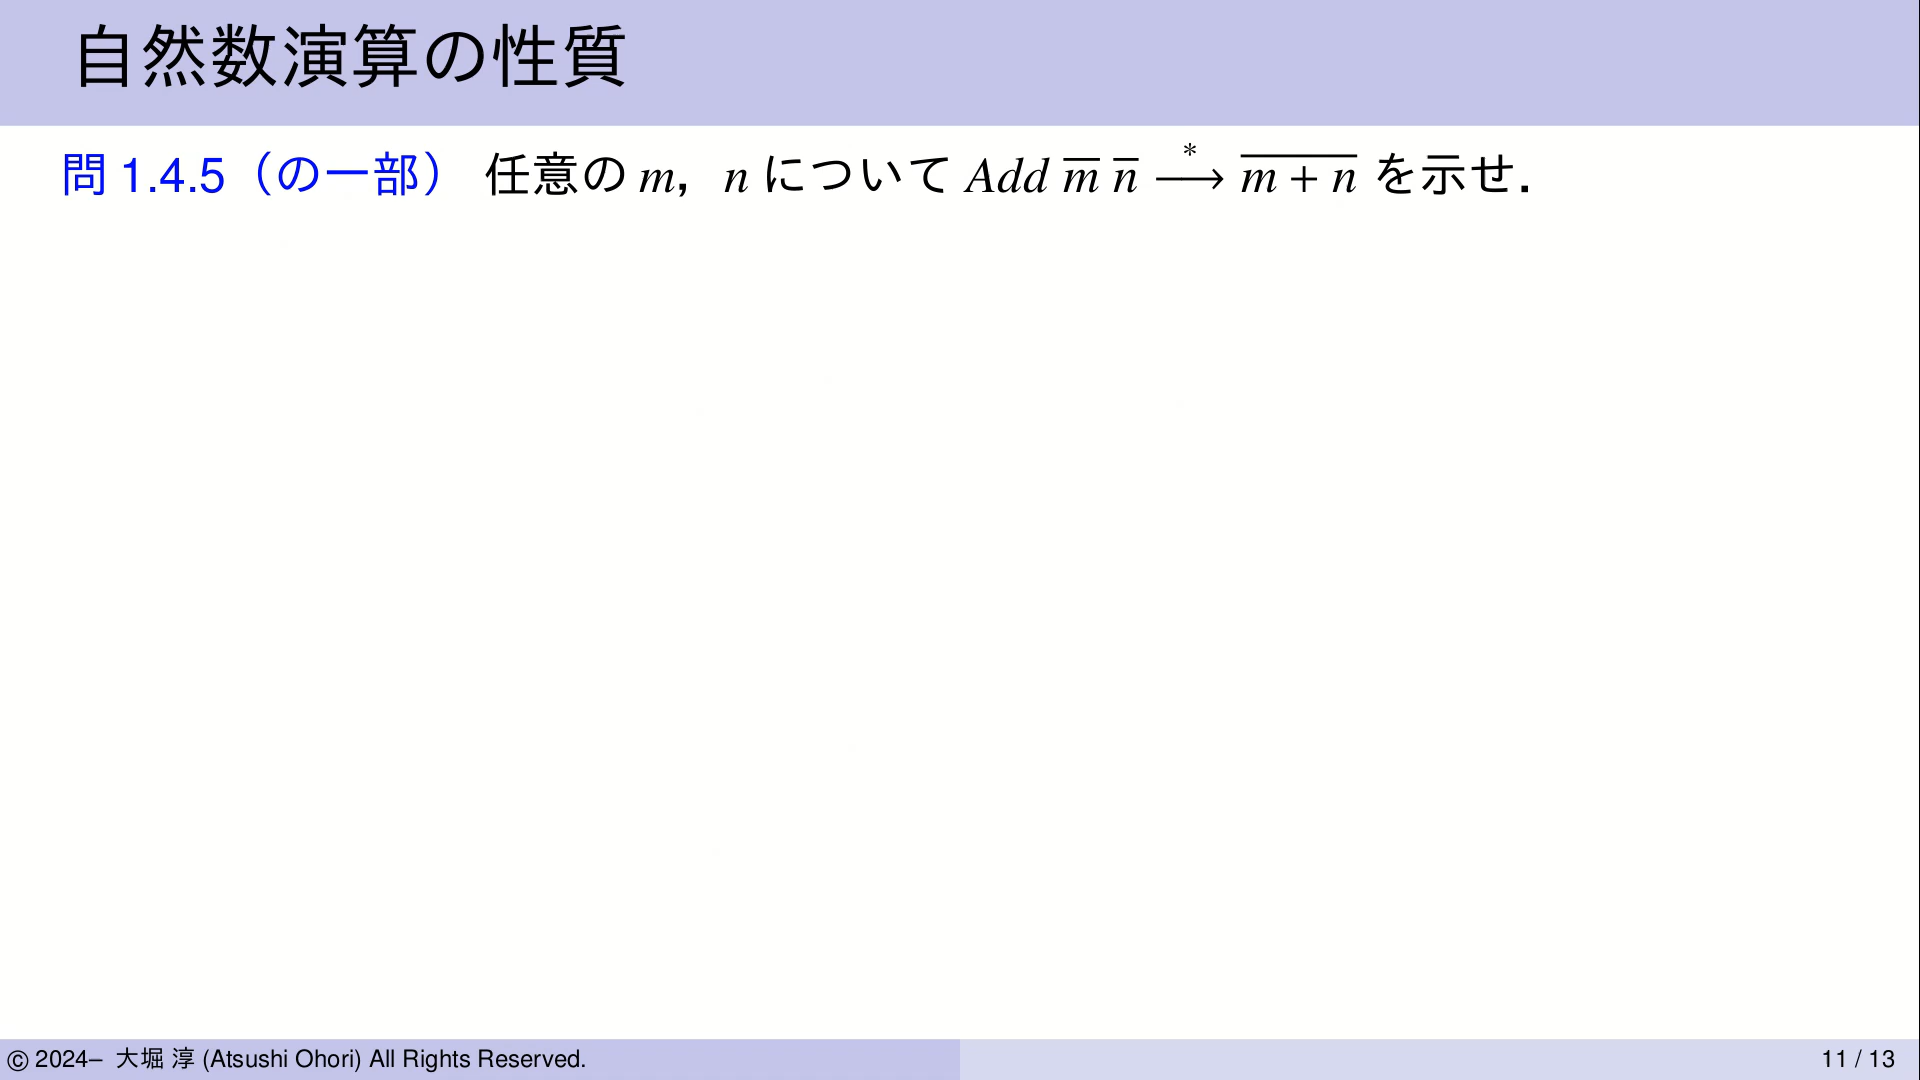 自然数演算の性質
問 1.4.5（の一部） 任意の m，n について Add m̅ n̅ ⟶* \overline{m + n} を示せ．
© 2024– 大堀 淳 (Atsushi Ohori) All Rights Reserved.
11 / 13